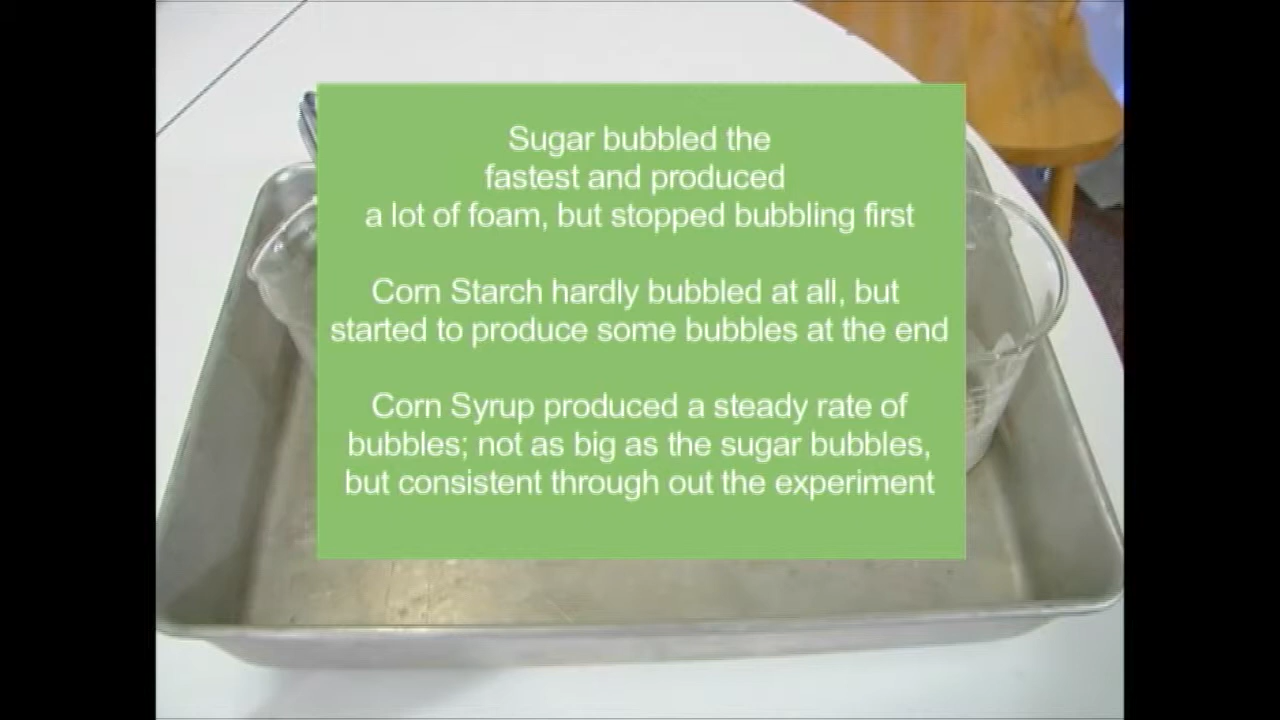 Sugar bubbled the
fastest and produced
a lot of foam, but stopped bubbling first
Corn Starch hardly bubbled at all, but
started to produce some bubbles at the end
Corn Syrup produced a steady rate of
bubbles; not as big as the sugar bubbles,
but consistent through out the experiment